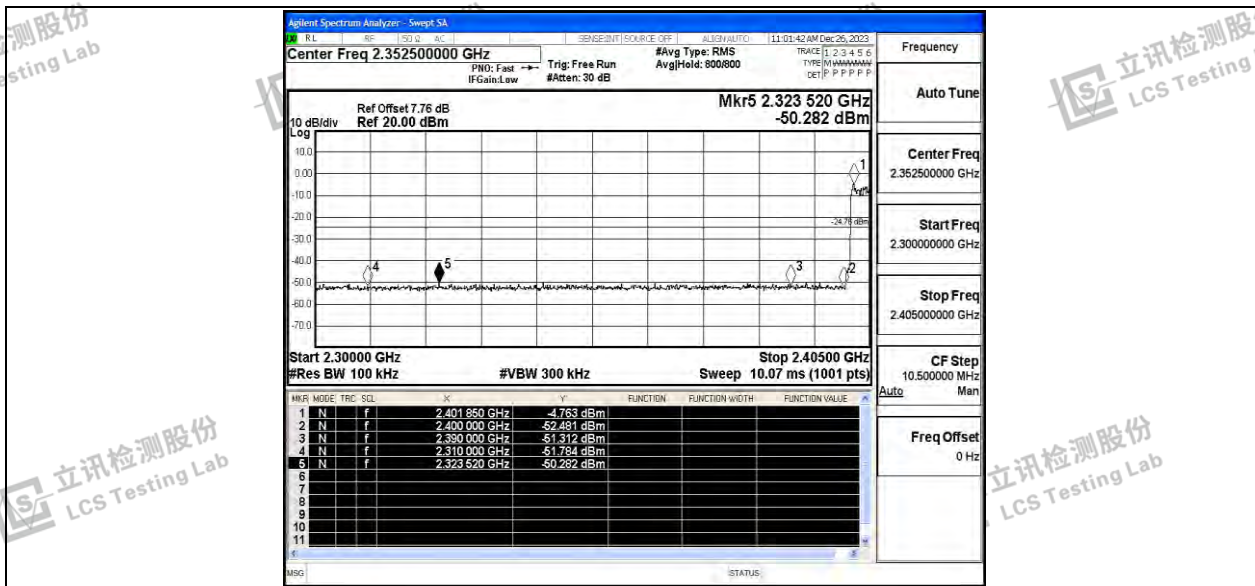 Agilent Spectrum Analyzer - Swept SA
RL RF 50 Ω AC SENSE:INT SOURCE OFF ALIGN AUTO 11:01:42 AM Dec 26, 2023
Center Freq 2.352500000 GHz
PNO: Fast
IFGain:Low
Trig: Free Run
#Atten: 30 dB
#Avg Type: RMS
Avg|Hold: 800/800
TRACE 1 2 3 4 5 6
TYPE M WWWWW
DET P P P P P P
Ref Offset 7.76 dB
10 dB/div Ref 20.00 dBm
Log
Mkr5 2.323 520 GHz
-50.282 dBm
10.0
0.00
-10.0
-20.0
-30.0
-40.0
-50.0
-60.0
-70.0
1
-24.76 dBm
4
5
3
2
Start 2.30000 GHz
Stop 2.40500 GHz
#Res BW 100 kHz
#VBW 300 kHz
Sweep 10.07 ms (1001 pts)
MKR MODE TRC SCL X Y FUNCTION FUNCTION WIDTH FUNCTION VALUE
1 N f 2.401 850 GHz -4.763 dBm
2 N f 2.400 000 GHz -52.481 dBm
3 N f 2.390 000 GHz -51.312 dBm
4 N f 2.310 000 GHz -51.784 dBm
5 N f 2.323 520 GHz -50.282 dBm
6
7
8
9
10
11
MSG
STATUS
Frequency
Auto Tune
Center Freq
2.352500000 GHz
Start Freq
2.300000000 GHz
Stop Freq
2.405000000 GHz
CF Step
10.500000 MHz
Auto Man
Freq Offset
0 Hz
检测股份
esting Lab
立讯检测股
LCS Testing
立讯检测股份
LCS Testing Lab
立讯检测股份
LCS Testing Lab